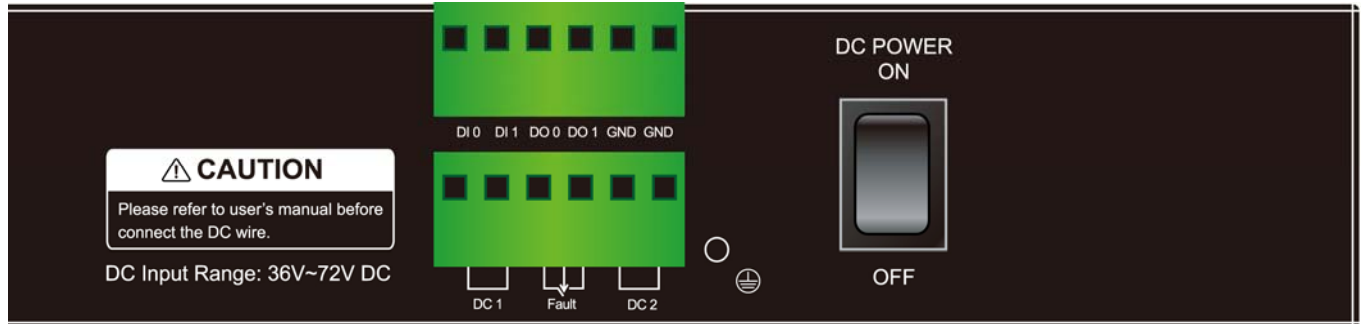 DC POWER
ON
DI 0 DI 1 DO 0 DO 1 GND GND
CAUTION
Please refer to user's manual before
connect the DC wire.
DC Input Range: 36V~72V DC
DC 1 Fault DC 2
OFF